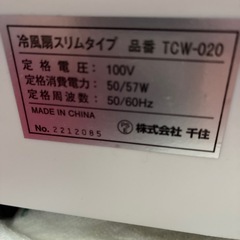 冷風扇スリムタイプ 品番 TCW-020
定格電圧: 100V
定格消費電力: 50/57W
定格周波数: 50/60Hz
MADE IN CHINA
No. 2212085
株式会社 千住